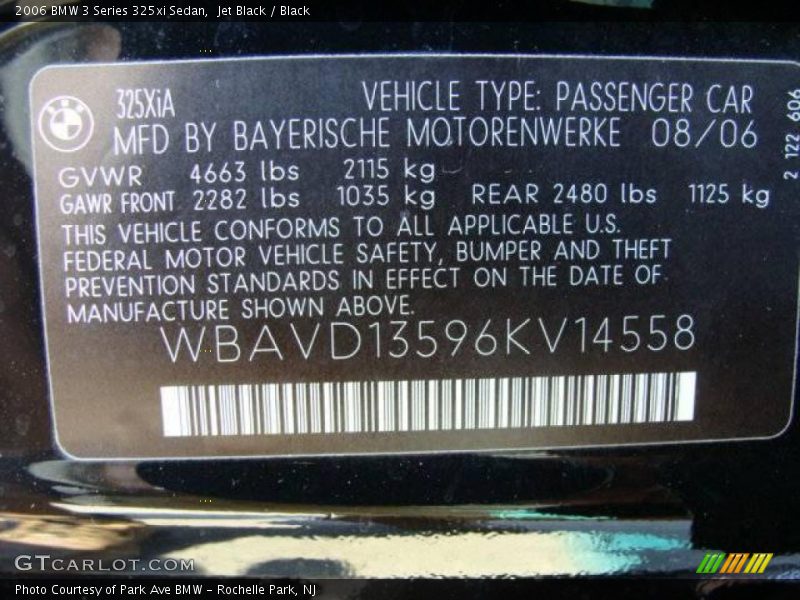 2006 BMW 3 Series 325xi Sedan,  Jet Black / Black
325XiA VEHICLE TYPE: PASSENGER CAR
MFD BY BAYERISCHE MOTORENWERKE 08/06
GVWR 4663 lbs 2115 kg
GAWR FRONT 2282 lbs 1035 kg REAR 2480 lbs 1125 kg
THIS VEHICLE CONFORMS TO ALL APPLICABLE U.S.
FEDERAL MOTOR VEHICLE SAFETY, BUMPER AND THEFT
PREVENTION STANDARDS IN EFFECT ON THE DATE OF
MANUFACTURE SHOWN ABOVE.
WBAVD13596KV14558
2 122 606
GTCARLOT.COM
Photo Courtesy of Park Ave BMW - Rochelle Park, NJ